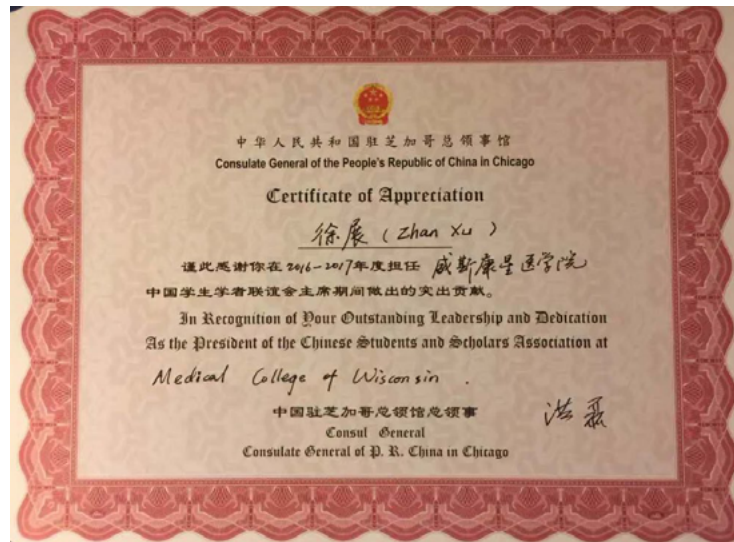 中华人民共和国驻芝加哥总领事馆
Consulate General of the People's Republic of China in Chicago
Certificate of Appreciation
徐展 (Zhan Xu)
谨此感谢你在2016-2017年度担任 威斯康星医学院
中国学生学者联谊会主席期间做出的突出贡献。
In Recognition of Your Outstanding Leadership and Dedication
As the President of the Chinese Students and Scholars Association at
Medical College of Wisconsin.
中国驻芝加哥总领馆总领事 洪磊
Consul General
Consulate General of P. R. China in Chicago